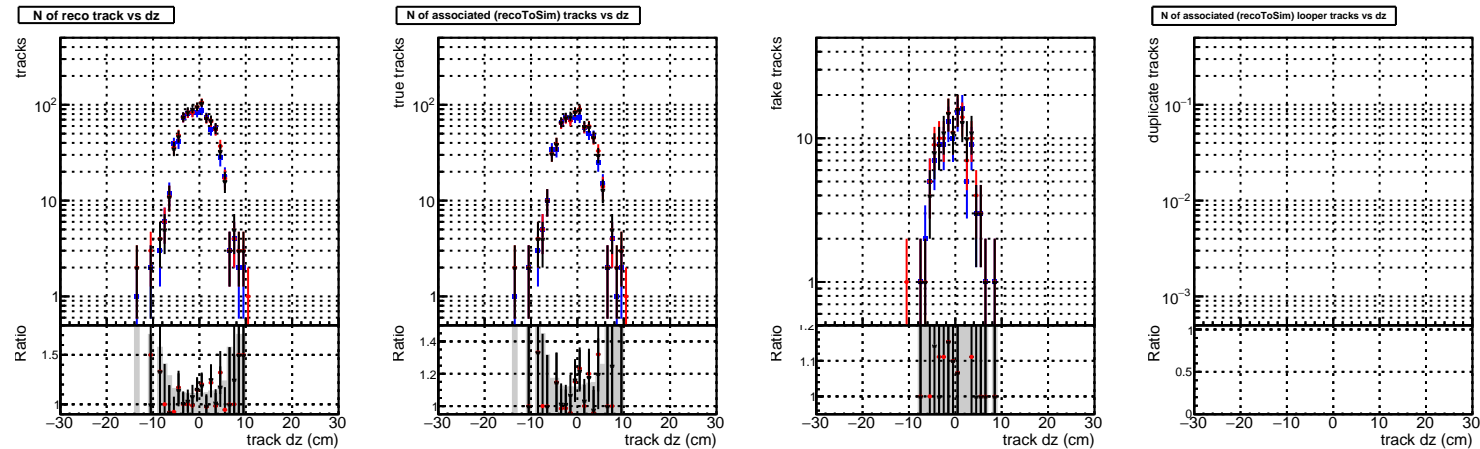 N of reco track vs dz
tracks
10²
10
1
Ratio
1.5
1
−30 −20 −10 0 10 20 30
track dz (cm)
N of associated (recoToSim) tracks vs dz
true tracks
10²
10
1
Ratio
1.4
1.2
1
−30 −20 −10 0 10 20 30
track dz (cm)
fake tracks
10
1
Ratio
1.2
1.1
1
−30 −20 −10 0 10 20 30
track dz (cm)
N of associated (recoToSim) looper tracks vs dz
duplicate tracks
10⁻¹
10⁻²
10⁻³
Ratio
1
0.5
0
−30 −20 −10 0 10 20 30
track dz (cm)